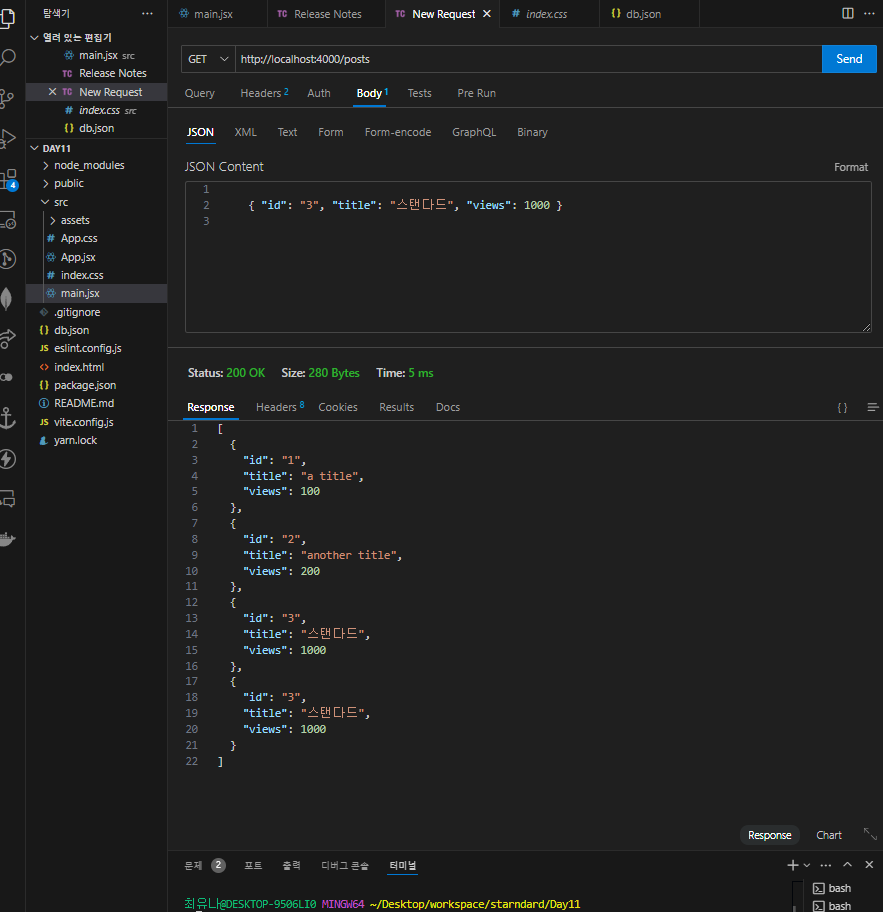 탐색기 ···
열려 있는 편집기
main.jsx src
TC Release Notes
× TC New Request
# index.css src
{} db.json
DAY11
node_modules
public
src
assets
# App.css
App.jsx
# index.css
main.jsx
.gitignore
{} db.json
JS eslint.config.js
<> index.html
{} package.json
README.md
JS vite.config.js
yarn.lock
4
main.jsx TC Release Notes TC New Request × # index.css {} db.json ···
GET http://localhost:4000/posts Send
Query Headers 2 Auth Body 1 Tests Pre Run
JSON XML Text Form Form-encode GraphQL Binary
JSON Content Format
1
2 { "id": "3", "title": "스탠다드", "views": 1000 }
3
Status: 200 OK Size: 280 Bytes Time: 5 ms
Response Headers 8 Cookies Results Docs {}
1 [
2 {
3 "id": "1",
4 "title": "a title",
5 "views": 100
6 },
7 {
8 "id": "2",
9 "title": "another title",
10 "views": 200
11 },
12 {
13 "id": "3",
14 "title": "스탠다드",
15 "views": 1000
16 },
17 {
18 "id": "3",
19 "title": "스탠다드",
20 "views": 1000
21 }
22 ]
Response Chart
문제 2 포트 출력 디버그 콘솔 터미널 ···
최유나@DESKTOP-9506LI0 MINGW64 ~/Desktop/workspace/starndard/Day11
bash
bash